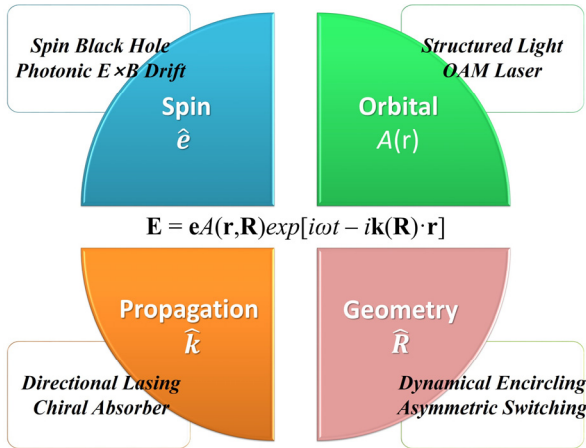 Spin Black Hole
Photonic E×B Drift
Structured Light
OAM Laser
Spin
ê
Orbital
A(r)
E = eA(r,R)exp[iωt – ik(R)·r]
Propagation
k̂
Geometry
R̂
Directional Lasing
Chiral Absorber
Dynamical Encircling
Asymmetric Switching